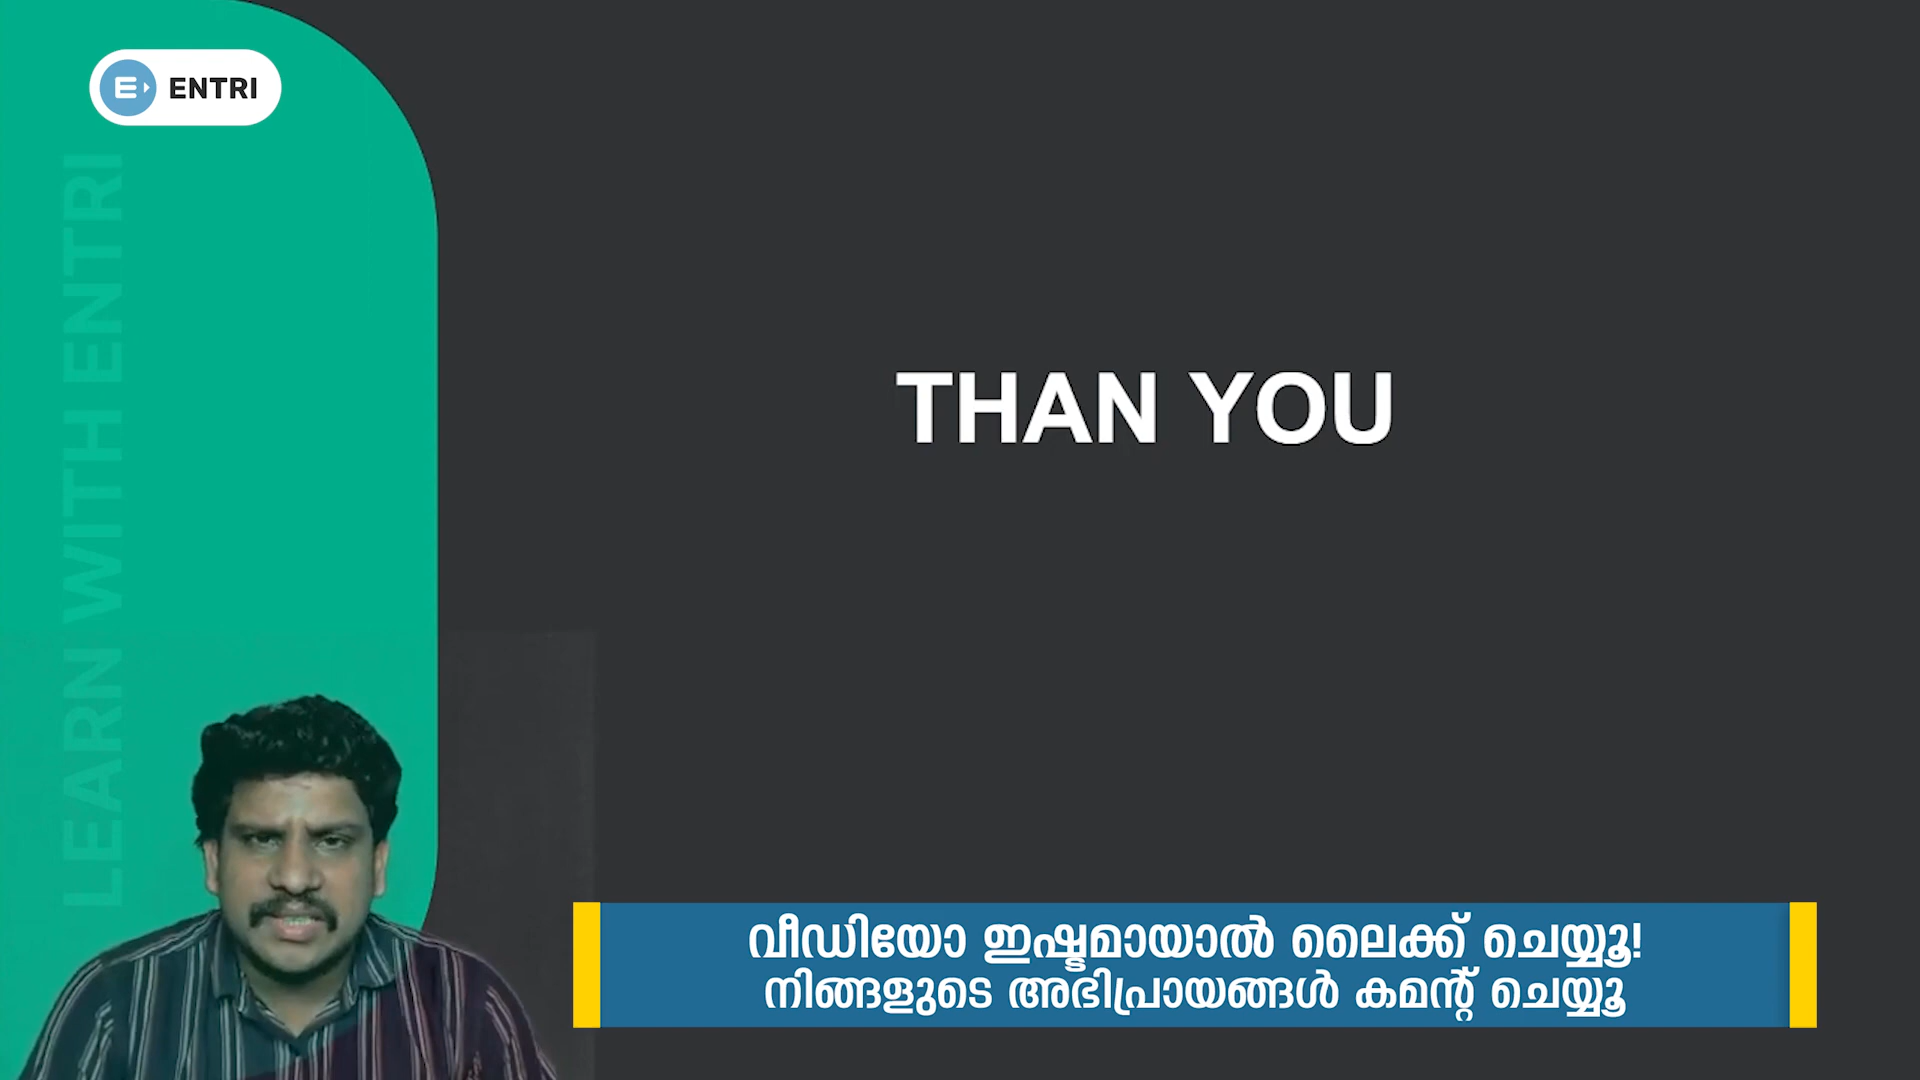 ENTRI
LEARN WITH ENTRI
THAN YOU
വീഡിയോ ഇഷ്ടമായാൽ ലൈക്ക് ചെയ്യൂ!
നിങ്ങളുടെ അഭിപ്രായങ്ങൾ കമന്റ് ചെയ്യൂ